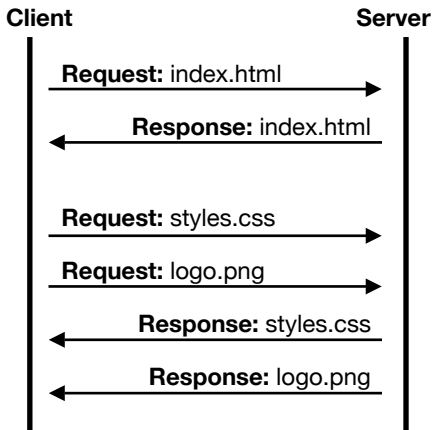 Client Server
Request: index.html
Response: index.html
Request: styles.css
Request: logo.png
Response: styles.css
Response: logo.png